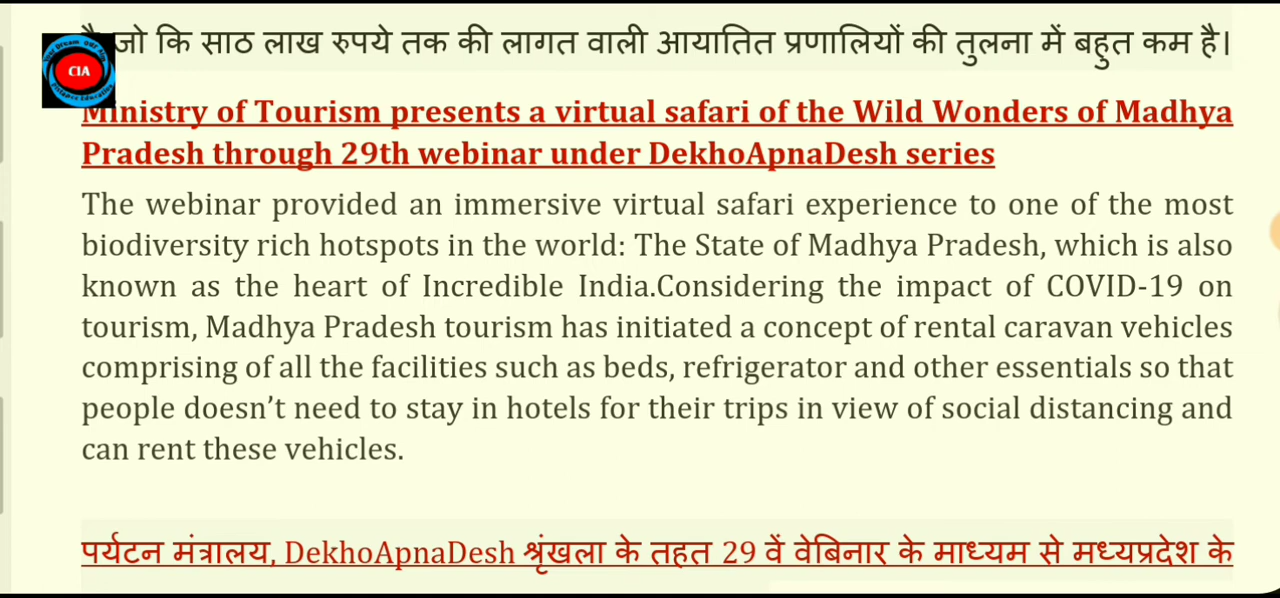 है जो कि साठ लाख रुपये तक की लागत वाली आयातित प्रणालियों की तुलना में बहुत कम है।
CIA
Ministry of Tourism presents a virtual safari of the Wild Wonders of Madhya
Pradesh through 29th webinar under DekhoApnaDesh series
The webinar provided an immersive virtual safari experience to one of the most
biodiversity rich hotspots in the world: The State of Madhya Pradesh, which is also
known as the heart of Incredible India.Considering the impact of COVID-19 on
tourism, Madhya Pradesh tourism has initiated a concept of rental caravan vehicles
comprising of all the facilities such as beds, refrigerator and other essentials so that
people doesn't need to stay in hotels for their trips in view of social distancing and
can rent these vehicles.
पर्यटन मंत्रालय, DekhoApnaDesh श्रृंखला के तहत 29 वें वेबिनार के माध्यम से मध्यप्रदेश के